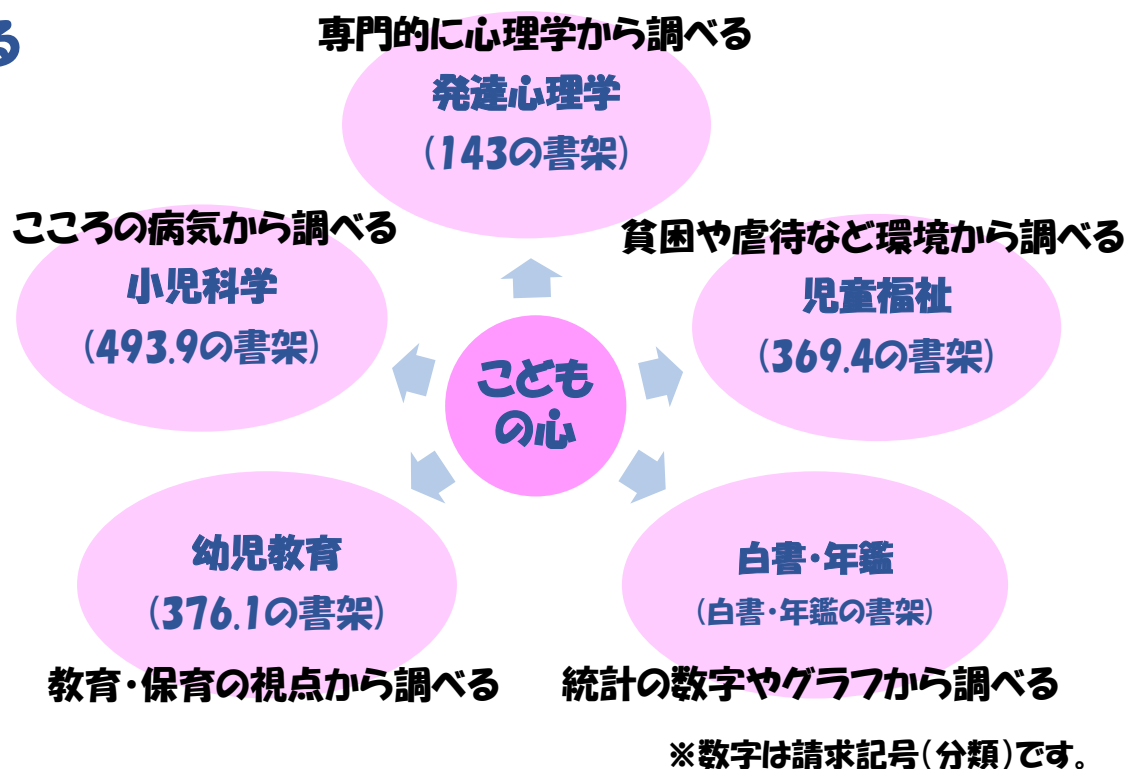 る
専門的に心理学から調べる
発達心理学
(143の書架)
こころの病気から調べる
小児科学
(493.9の書架)
貧困や虐待など環境から調べる
児童福祉
(369.4の書架)
こども
の心
幼児教育
(376.1の書架)
教育・保育の視点から調べる
白書・年鑑
(白書・年鑑の書架)
統計の数字やグラフから調べる
※数字は請求記号(分類)です。